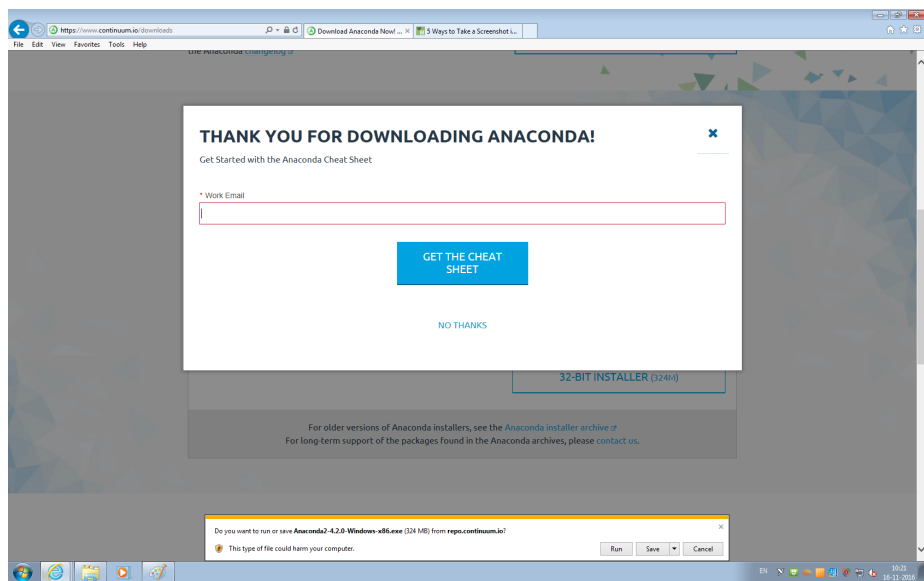 https://www.continuum.io/downloads
Download Anaconda Now! ...
5 Ways to Take a Screenshot i...
File Edit View Favorites Tools Help
the Anaconda changelog
THANK YOU FOR DOWNLOADING ANACONDA!
Get Started with the Anaconda Cheat Sheet
* Work Email
GET THE CHEAT
SHEET
NO THANKS
32-BIT INSTALLER (324M)
For older versions of Anaconda installers, see the Anaconda installer archive
For long-term support of the packages found in the Anaconda archives, please contact us.
Do you want to run or save Anaconda2-4.2.0-Windows-x86.exe (324 MB) from repo.continuum.io?
This type of file could harm your computer.
Run Save Cancel
EN
10:21
16-11-2016